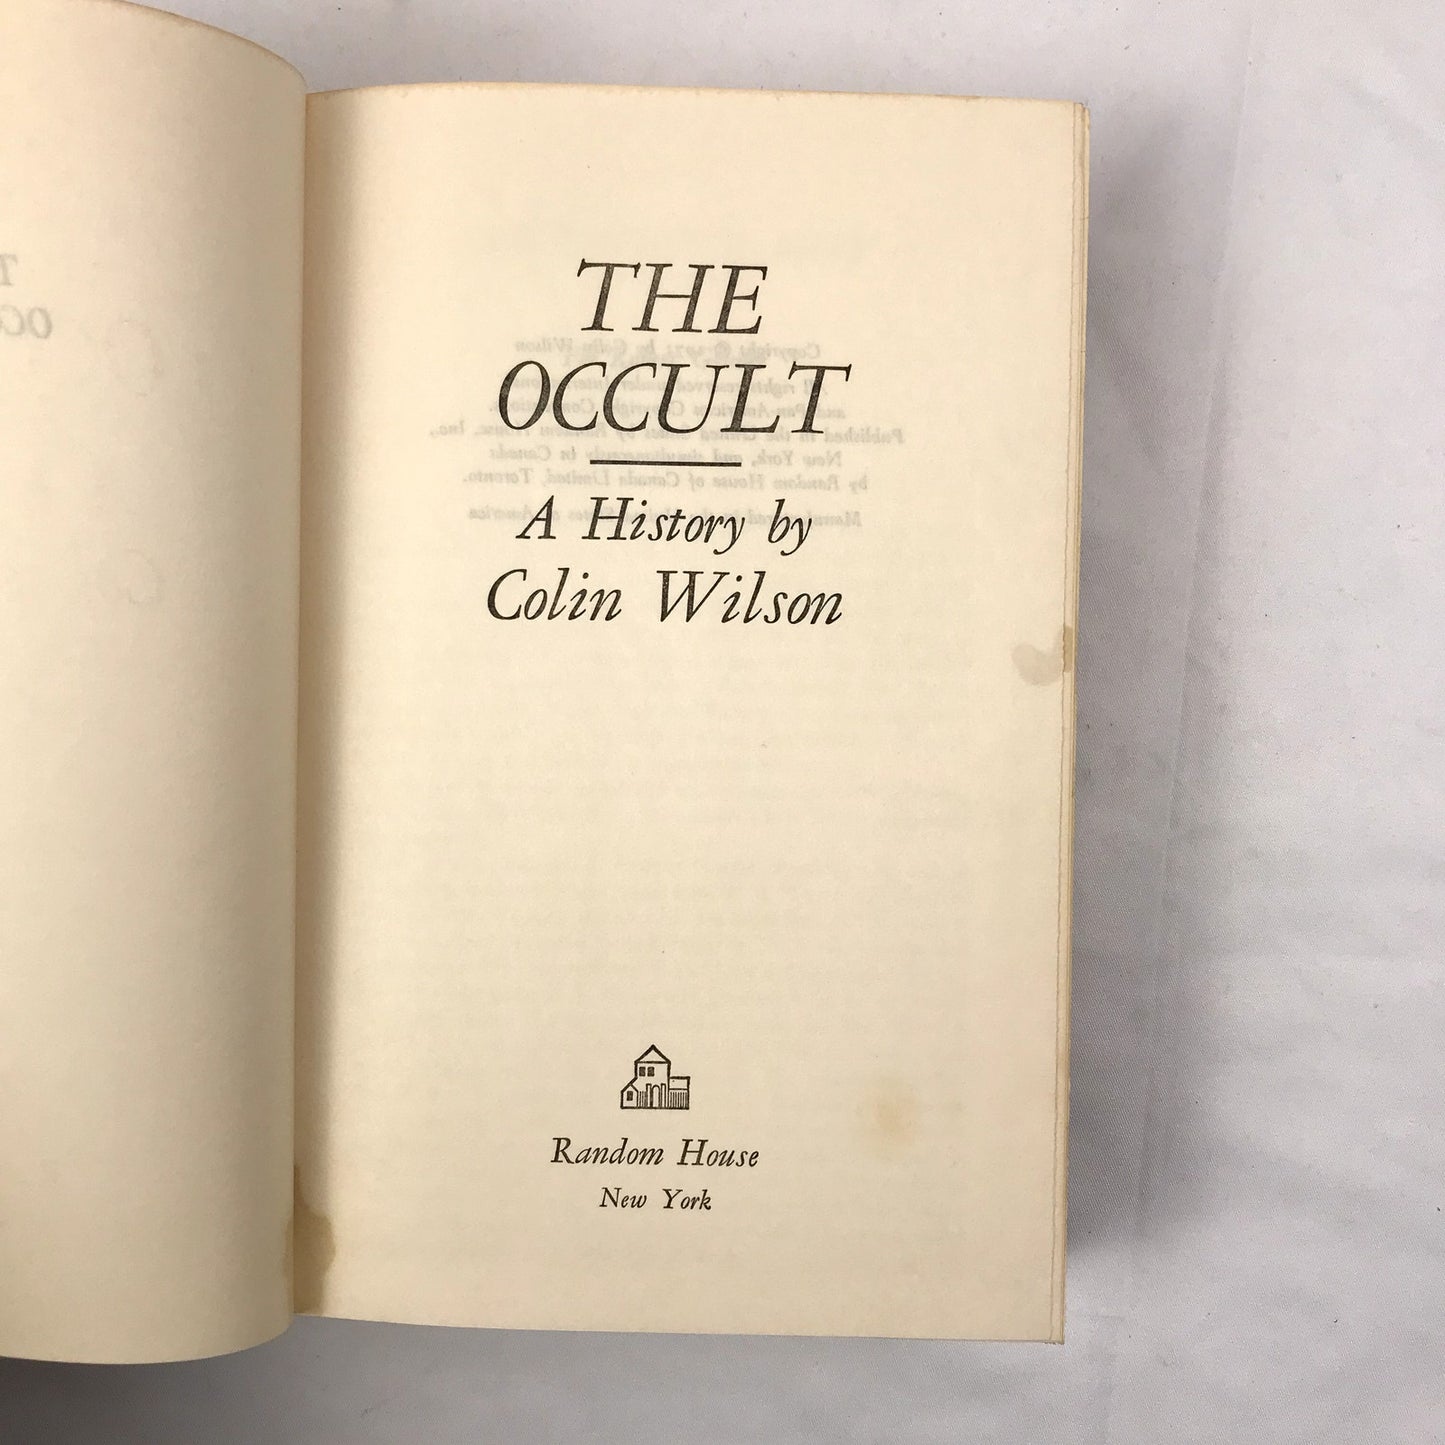 THE
OCCULT
A History by
Colin Wilson
Random House
New York